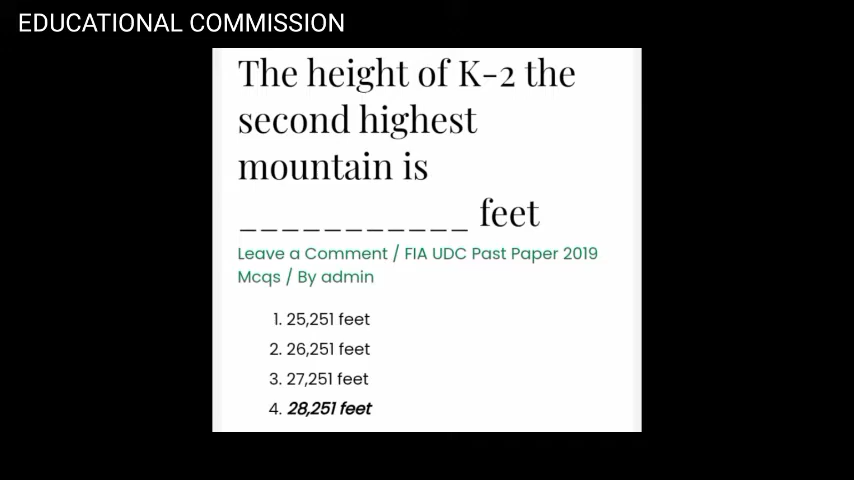 EDUCATIONAL COMMISSION
The height of K-2 the
second highest
mountain is
___________ feet
Leave a Comment / FIA UDC Past Paper 2019
Mcqs / By admin
1. 25,251 feet
2. 26,251 feet
3. 27,251 feet
4. 28,251 feet